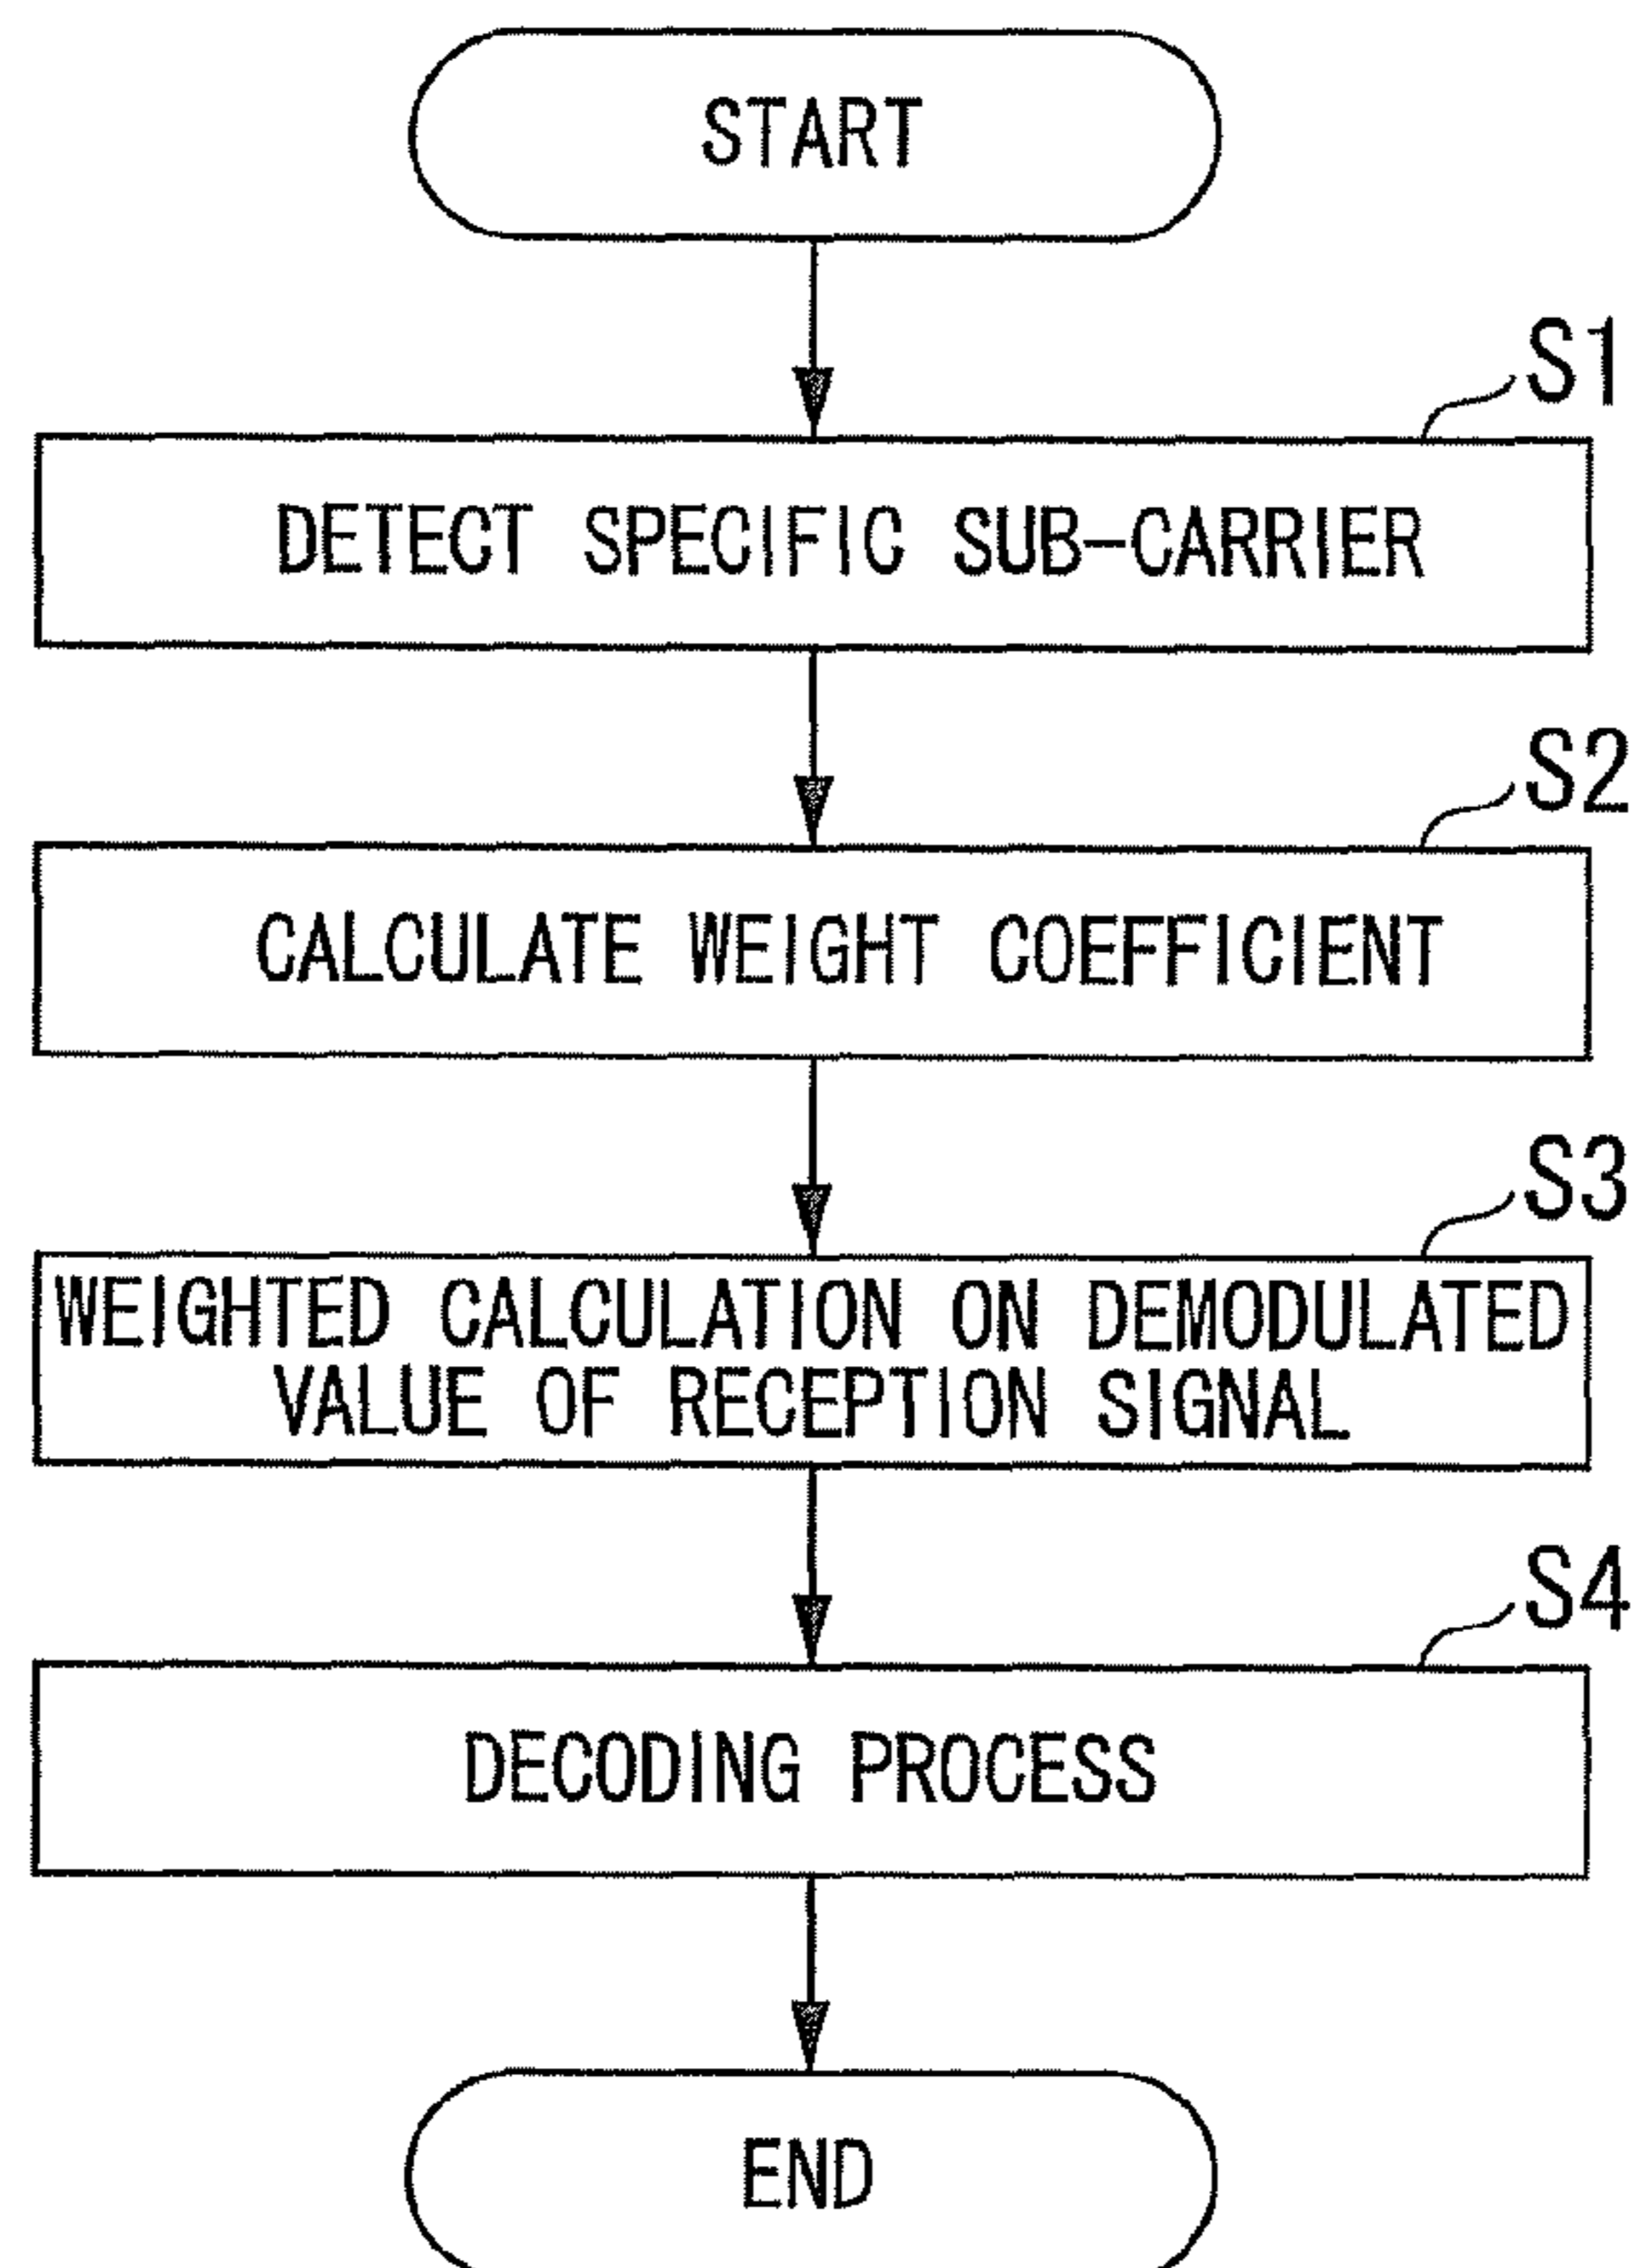 START
S1
DETECT SPECIFIC SUB-CARRIER
S2
CALCULATE WEIGHT COEFFICIENT
S3
WEIGHTED CALCULATION ON DEMODULATED
VALUE OF RECEPTION SIGNAL
S4
DECODING PROCESS
END